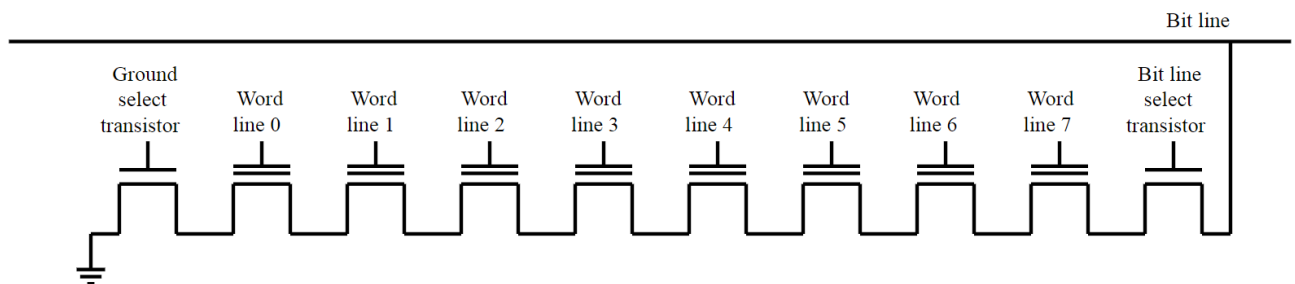 Bit line
Ground
select
transistor
Word
line 0
Word
line 1
Word
line 2
Word
line 3
Word
line 4
Word
line 5
Word
line 6
Word
line 7
Bit line
select
transistor